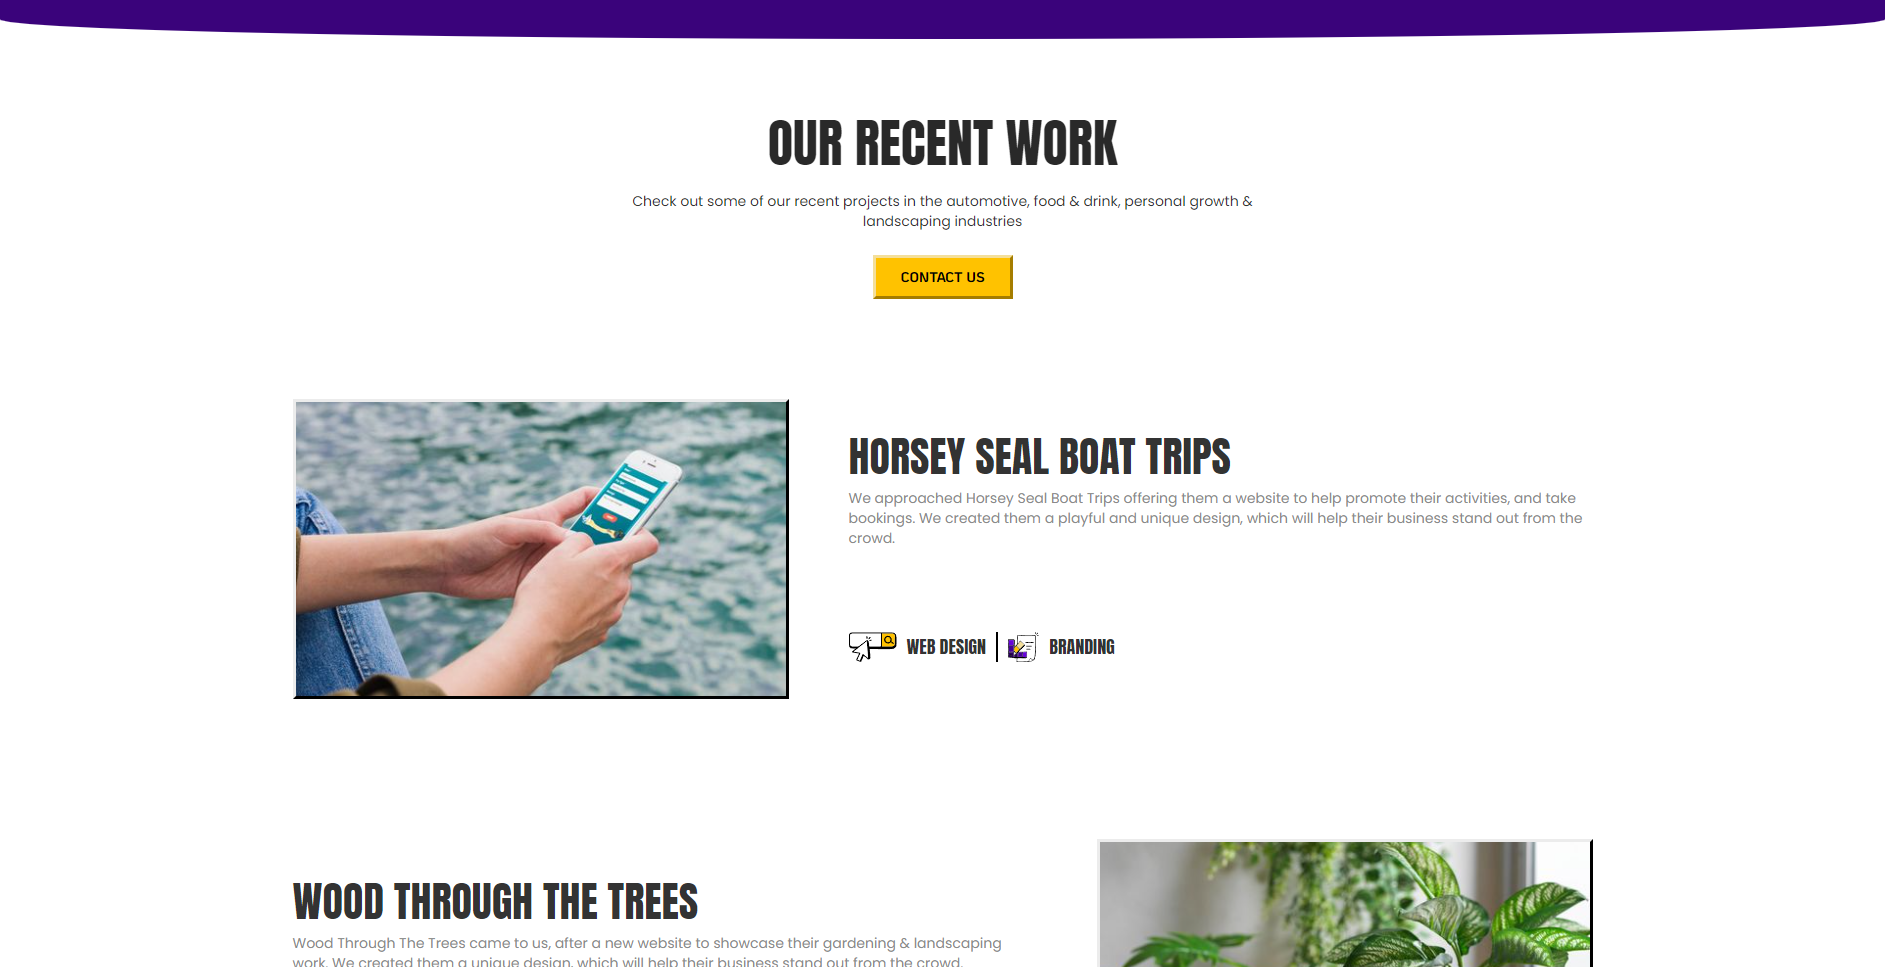 OUR RECENT WORK
Check out some of our recent projects in the automotive, food & drink, personal growth &
landscaping industries
CONTACT US
HORSEY SEAL BOAT TRIPS
We approached Horsey Seal Boat Trips offering them a website to help promote their activities, and take
bookings. We created them a playful and unique design, which will help their business stand out from the
crowd.
WEB DESIGN
BRANDING
WOOD THROUGH THE TREES
Wood Through The Trees came to us, after a new website to showcase their gardening & landscaping
work. We created them a unique design, which will help their business stand out from the crowd.